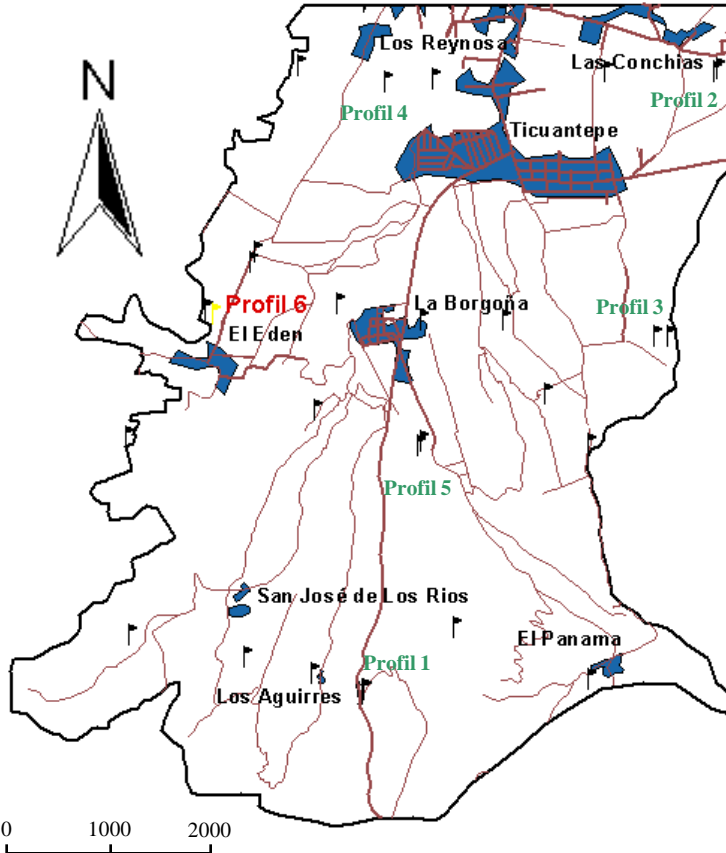 Los Reynosa
Las Conchias
N
Profil 4
Profil 2
Ticuantepe
Profil 6
La Borgoña
Profil 3
El Eden
Profil 5
San José de Los Rios
El Panama
Profil 1
Los Aguirres
0 1000 2000